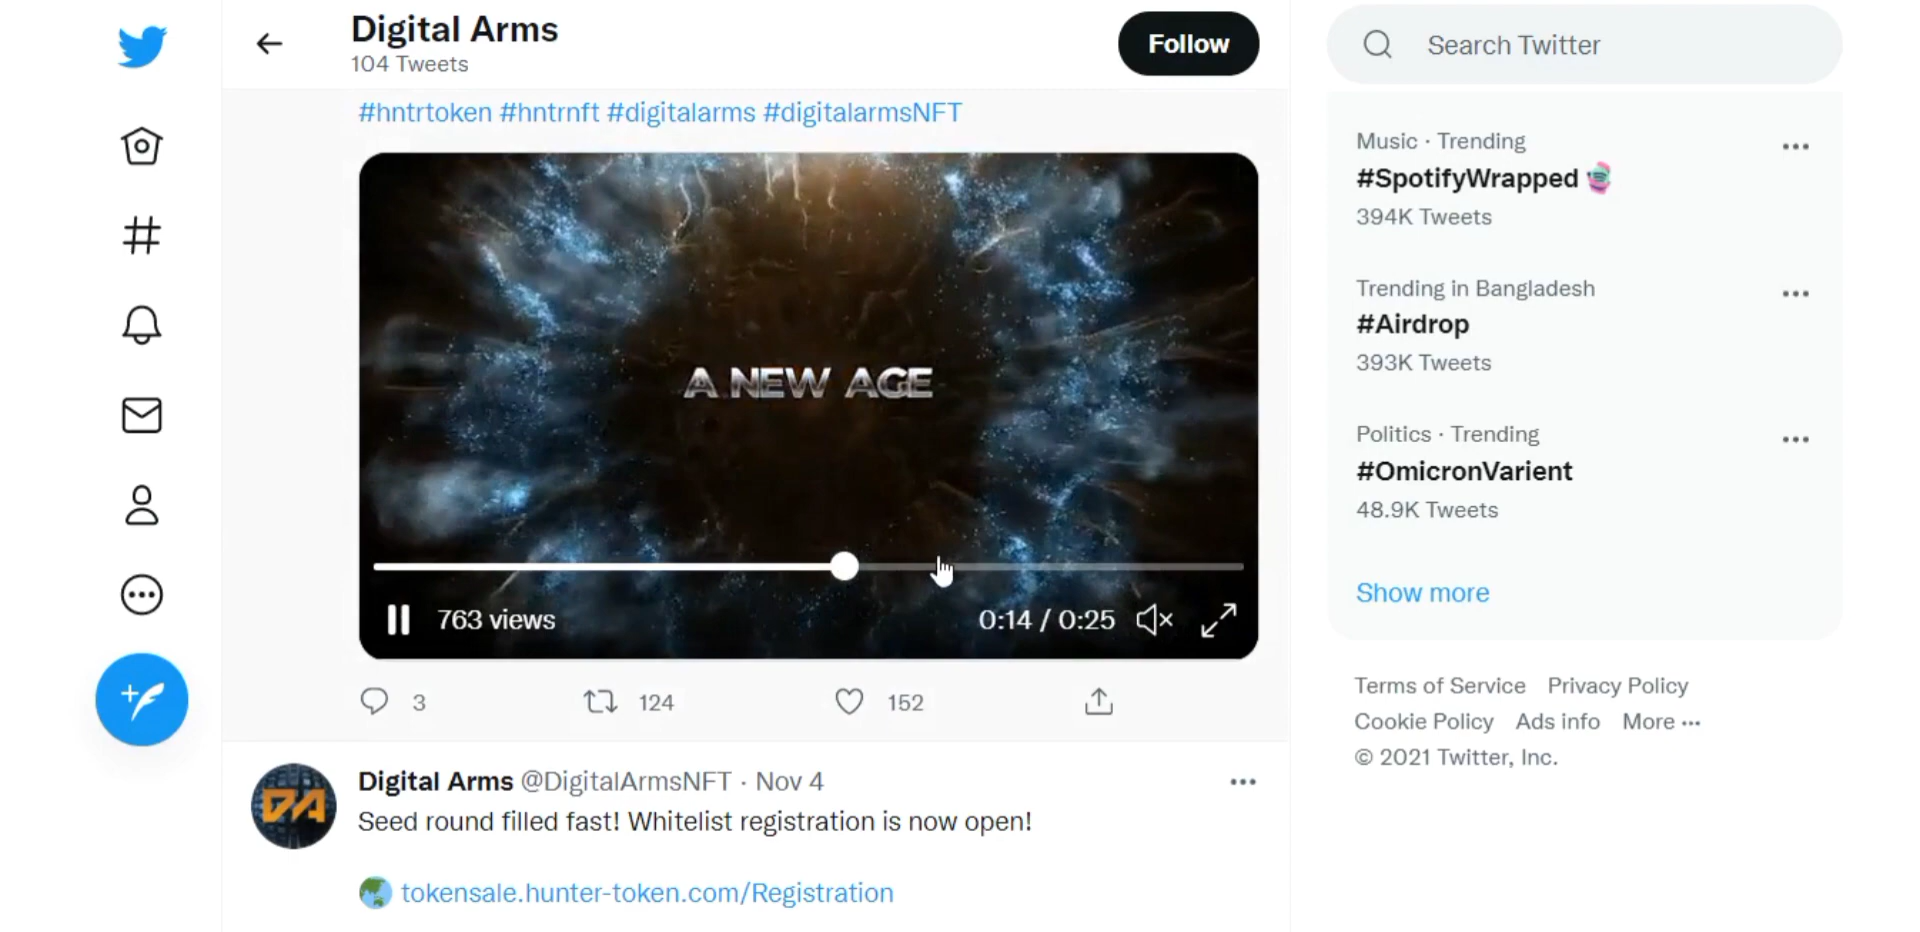 Digital Arms
104 Tweets
Follow
Search Twitter
#hntrtoken #hntrnft #digitalarms #digitalarmsNFT
A NEW AGE
763 views
0:14 / 0:25
3
124
152
DA
Digital Arms @DigitalArmsNFT · Nov 4
Seed round filled fast! Whitelist registration is now open!
tokensale.hunter-token.com/Registration
Music · Trending
#SpotifyWrapped
394K Tweets
Trending in Bangladesh
#Airdrop
393K Tweets
Politics · Trending
#OmicronVarient
48.9K Tweets
Show more
Terms of Service Privacy Policy
Cookie Policy Ads info More ···
© 2021 Twitter, Inc.